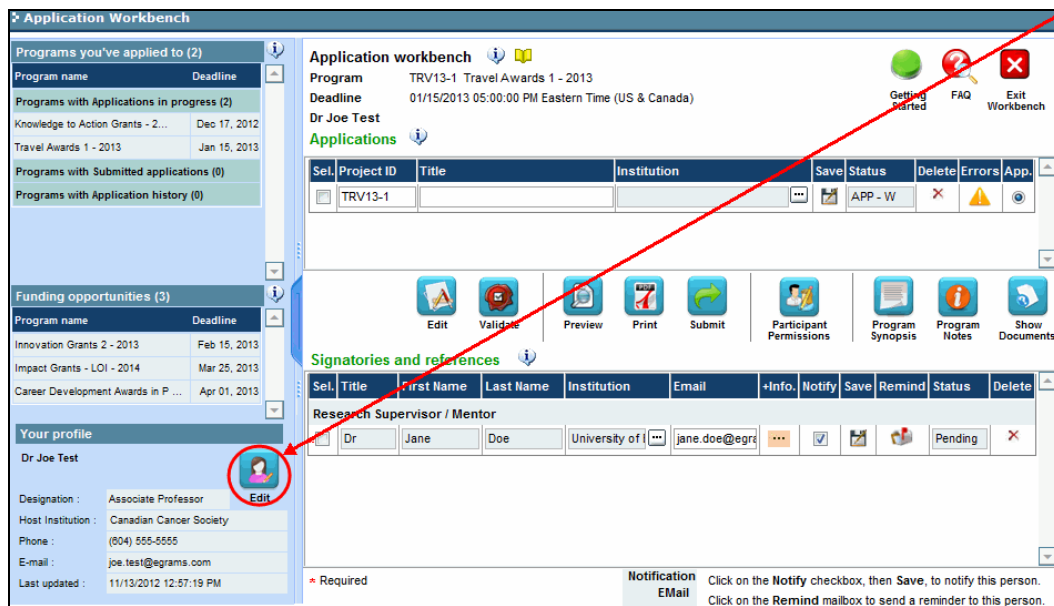 Application Workbench
Programs you've applied to (2)
Program name Deadline
Programs with Applications in progress (2)
Knowledge to Action Grants - 2... Dec 17, 2012
Travel Awards 1 - 2013 Jan 15, 2013
Programs with Submitted applications (0)
Programs with Application history (0)
Funding opportunities (3)
Program name Deadline
Innovation Grants 2 - 2013 Feb 15, 2013
Impact Grants - LOI - 2014 Mar 25, 2013
Career Development Awards in P ... Apr 01, 2013
Your profile
Dr Joe Test
Edit
Designation : Associate Professor
Host Institution : Canadian Cancer Society
Phone : (604) 555-5555
E-mail : joe.test@egrams.com
Last updated : 11/13/2012 12:57:19 PM
Application workbench
Program TRV13-1 Travel Awards 1 - 2013
Deadline 01/15/2013 05:00:00 PM Eastern Time (US & Canada)
Dr Joe Test
Getting Started
FAQ
Exit Workbench
Applications
Sel. Project ID Title Institution Save Status Delete Errors App.
TRV13-1 ... APP - W
Edit Validate Preview Print Submit Participant Permissions Program Synopsis Program Notes Show Documents
Signatories and references
Sel. Title First Name Last Name Institution Email +Info. Notify Save Remind Status Delete
Research Supervisor / Mentor
Dr Jane Doe University of I ... jane.doe@egra ... Pending
* Required
Notification EMail
Click on the Notify checkbox, then Save, to notify this person.
Click on the Remind mailbox to send a reminder to this person.